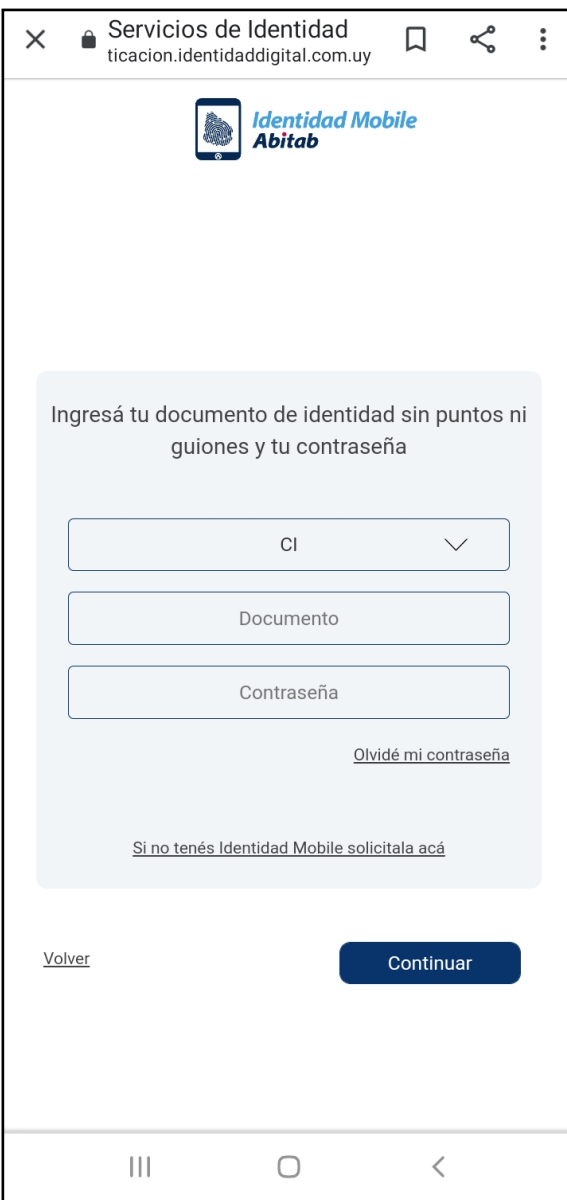 Servicios de Identidad
ticacion.identidaddigital.com.uy
Identidad Mobile
Abitab
Ingresá tu documento de identidad sin puntos ni
guiones y tu contraseña
CI
Documento
Contraseña
Olvidé mi contraseña
Si no tenés Identidad Mobile solicitala acá
Volver
Continuar